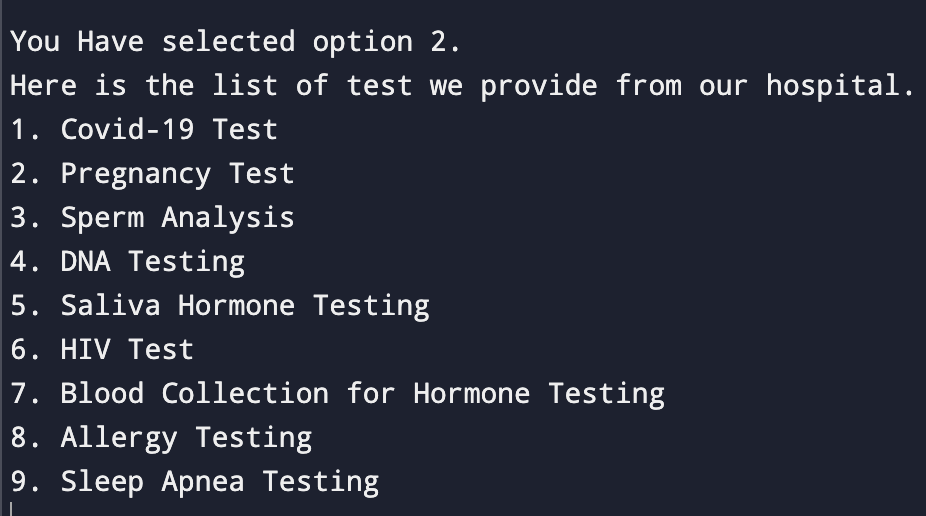 You Have selected option 2.
Here is the list of test we provide from our hospital.
1. Covid-19 Test
2. Pregnancy Test
3. Sperm Analysis
4. DNA Testing
5. Saliva Hormone Testing
6. HIV Test
7. Blood Collection for Hormone Testing
8. Allergy Testing
9. Sleep Apnea Testing